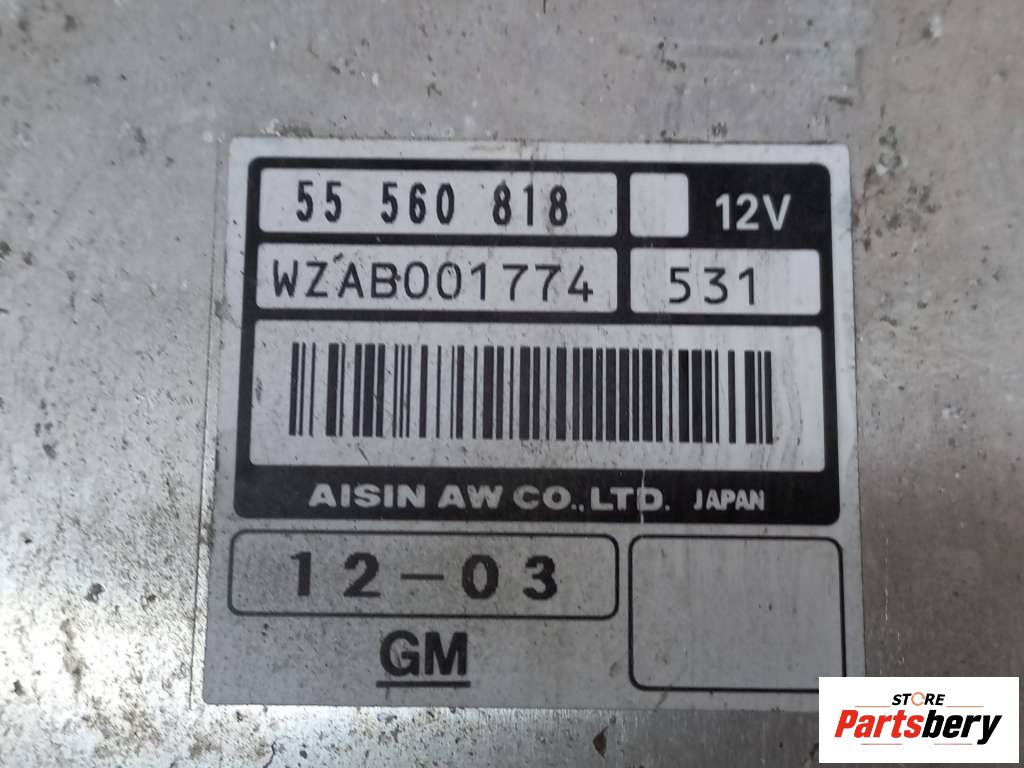 55 560 818 12V
WZAB001774 531
AISIN AW CO.,LTD. JAPAN
12-03
GM
STORE
Partsbery